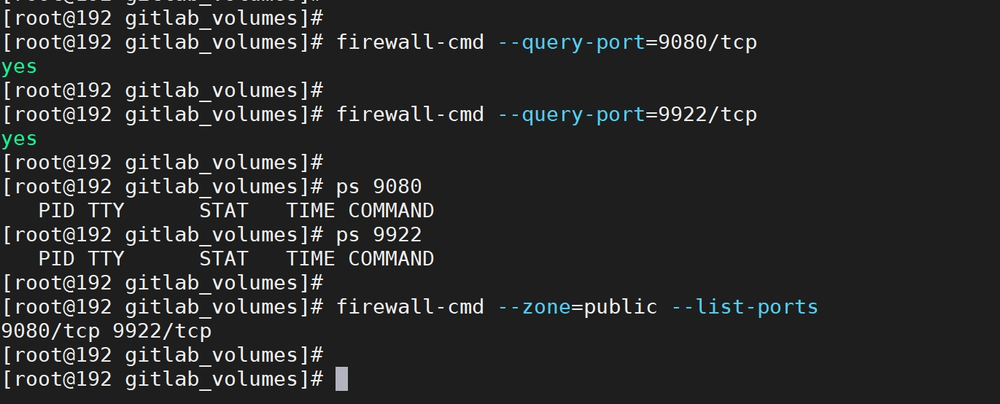 [root@192 gitlab_volumes]#
[root@192 gitlab_volumes]#
[root@192 gitlab_volumes]# firewall-cmd --query-port=9080/tcp
yes
[root@192 gitlab_volumes]#
[root@192 gitlab_volumes]# firewall-cmd --query-port=9922/tcp
yes
[root@192 gitlab_volumes]#
[root@192 gitlab_volumes]# ps 9080
    PID TTY      STAT   TIME COMMAND
[root@192 gitlab_volumes]# ps 9922
    PID TTY      STAT   TIME COMMAND
[root@192 gitlab_volumes]#
[root@192 gitlab_volumes]# firewall-cmd --zone=public --list-ports
9080/tcp 9922/tcp
[root@192 gitlab_volumes]#
[root@192 gitlab_volumes]#